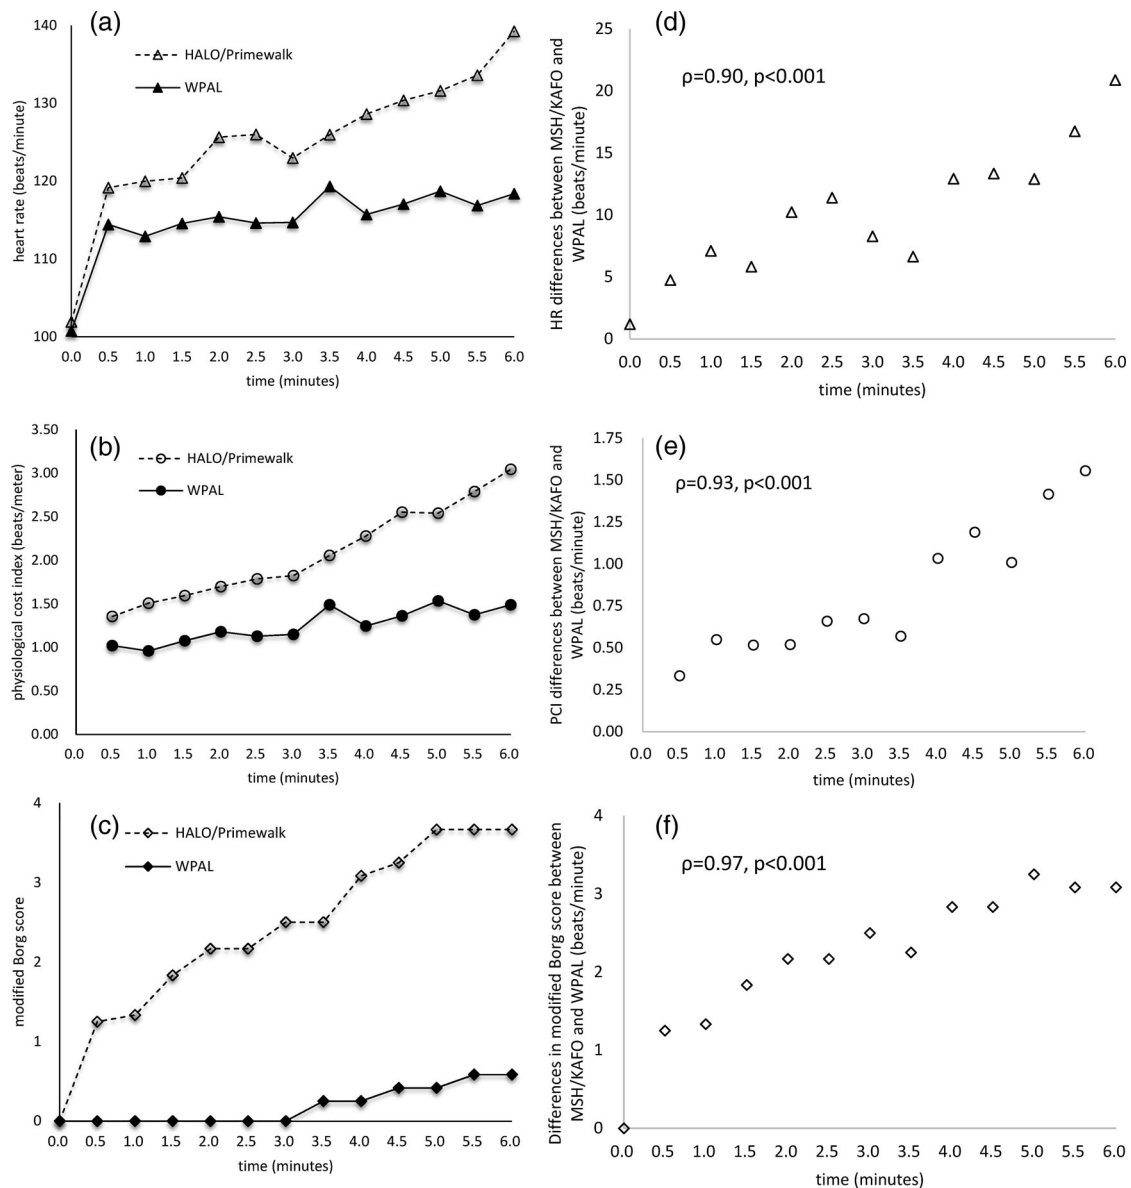 (a)
HALO/Primewalk
WPAL
heart rate (beats/minute)
140
130
120
110
100
0.0 0.5 1.0 1.5 2.0 2.5 3.0 3.5 4.0 4.5 5.0 5.5 6.0
time (minutes)
(d)
ρ=0.90, p<0.001
HR differences between MSH/KAFO and
WPAL (beats/minute)
25
20
15
10
5
0
0.0 0.5 1.0 1.5 2.0 2.5 3.0 3.5 4.0 4.5 5.0 5.5 6.0
time (minutes)
(b)
HALO/Primewalk
WPAL
physiological cost index (beats/meter)
3.50
3.00
2.50
2.00
1.50
1.00
0.50
0.00
0.0 0.5 1.0 1.5 2.0 2.5 3.0 3.5 4.0 4.5 5.0 5.5 6.0
time (minutes)
(e)
ρ=0.93, p<0.001
PCI differences between MSH/KAFO and
WPAL (beats/minute)
1.75
1.50
1.25
1.00
0.75
0.50
0.25
0.00
0.0 0.5 1.0 1.5 2.0 2.5 3.0 3.5 4.0 4.5 5.0 5.5 6.0
time (minutes)
(c)
HALO/Primewalk
WPAL
modified Borg score
4
3
2
1
0
0.0 0.5 1.0 1.5 2.0 2.5 3.0 3.5 4.0 4.5 5.0 5.5 6.0
time (minutes)
(f)
ρ=0.97, p<0.001
Differences in modified Borg score between
MSH/KAFO and WPAL (beats/minute)
4
3
2
1
0
0.0 0.5 1.0 1.5 2.0 2.5 3.0 3.5 4.0 4.5 5.0 5.5 6.0
time (minutes)